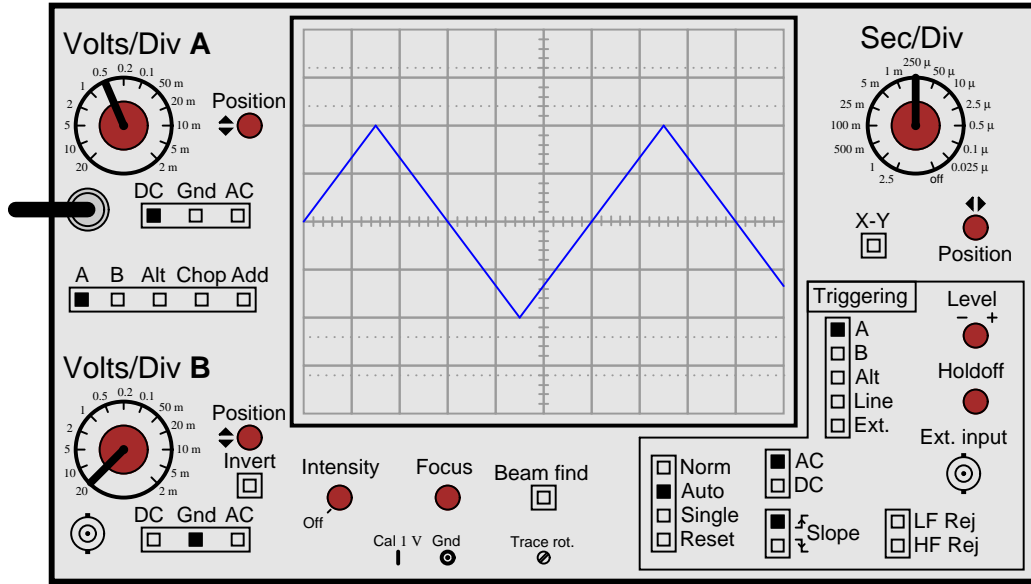 Volts/Div A
0.5 0.2 0.1
1 50 m
2 20 m
5 10 m
10 5 m
20 2 m
Position
DC Gnd AC
A B Alt Chop Add
Volts/Div B
0.5 0.2 0.1
1 50 m
2 20 m
5 10 m
10 5 m
20 2 m
Position
Invert
DC Gnd AC
Intensity
Off
Focus
Beam find
Cal 1 V Gnd
Trace rot.
Sec/Div
250 µ
1 m 50 µ
5 m 10 µ
25 m 2.5 µ
100 m 0.5 µ
500 m 0.1 µ
1 0.025 µ
2.5 off
X-Y
Position
Triggering
A
B
Alt
Line
Ext.
Level
− +
Holdoff
Ext. input
Norm
Auto
Single
Reset
AC
DC
Slope
LF Rej
HF Rej